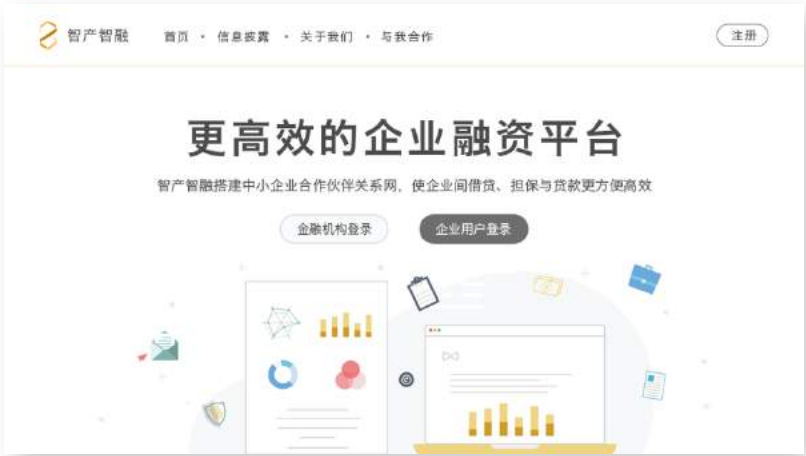 智产智融 首页 • 信息披露 • 关于我们 • 与我合作 注册
更高效的企业融资平台
智产智融搭建中小企业合作伙伴关系网，使企业间借贷、担保与贷款更方便高效
金融机构登录 企业用户登录